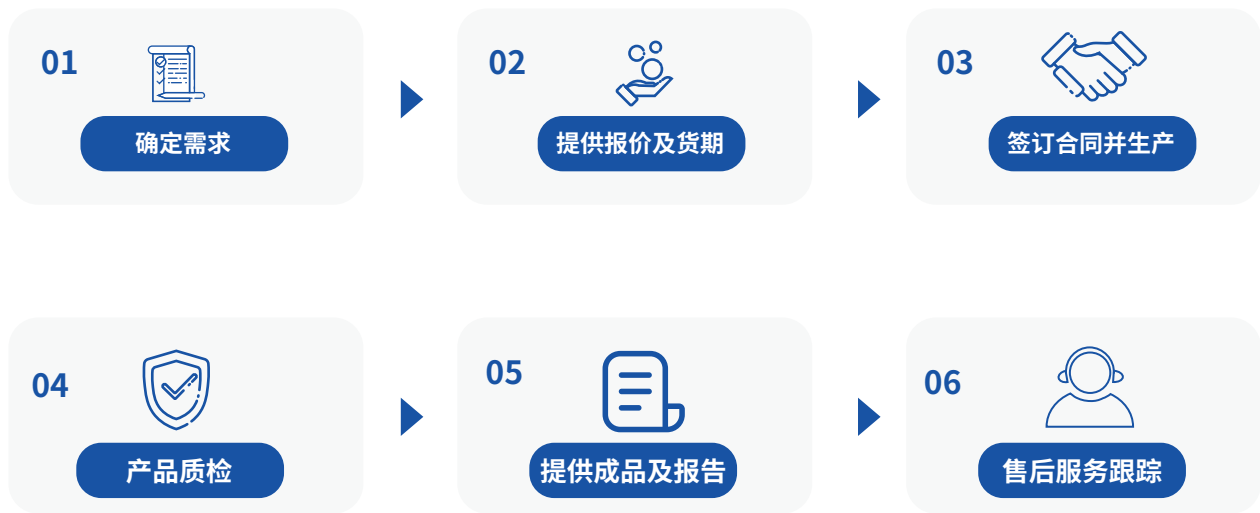 01
确定需求
02
提供报价及货期
03
签订合同并生产
04
产品质检
05
提供成品及报告
06
售后服务跟踪